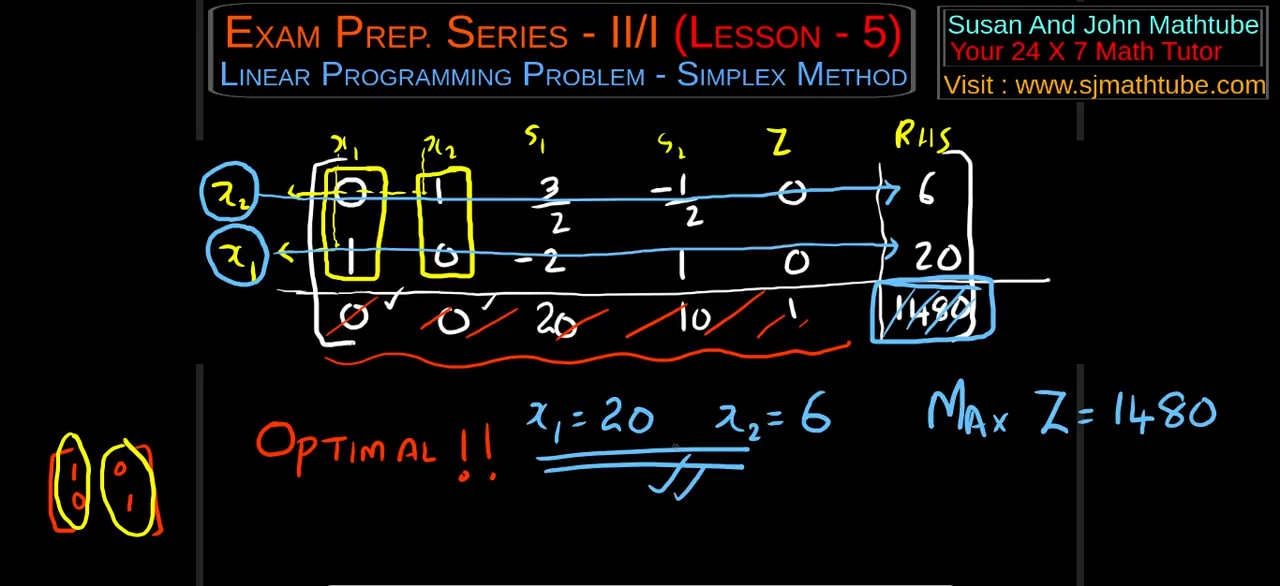 EXAM PREP. SERIES - II/I (LESSON - 5)
LINEAR PROGRAMMING PROBLEM - SIMPLEX METHOD
Susan And John Mathtube
Your 24 X 7 Math Tutor
Visit : www.sjmathtube.com
x₁ x₂ S₁ S₂ Z RHS
x₂ 0 1 3/2 -1/2 0 6
x₁ 1 0 -2 1 0 20
0 0 20 10 1 1480
OPTIMAL !! x₁ = 20 x₂ = 6 MAX Z = 1480
1 0
0 1